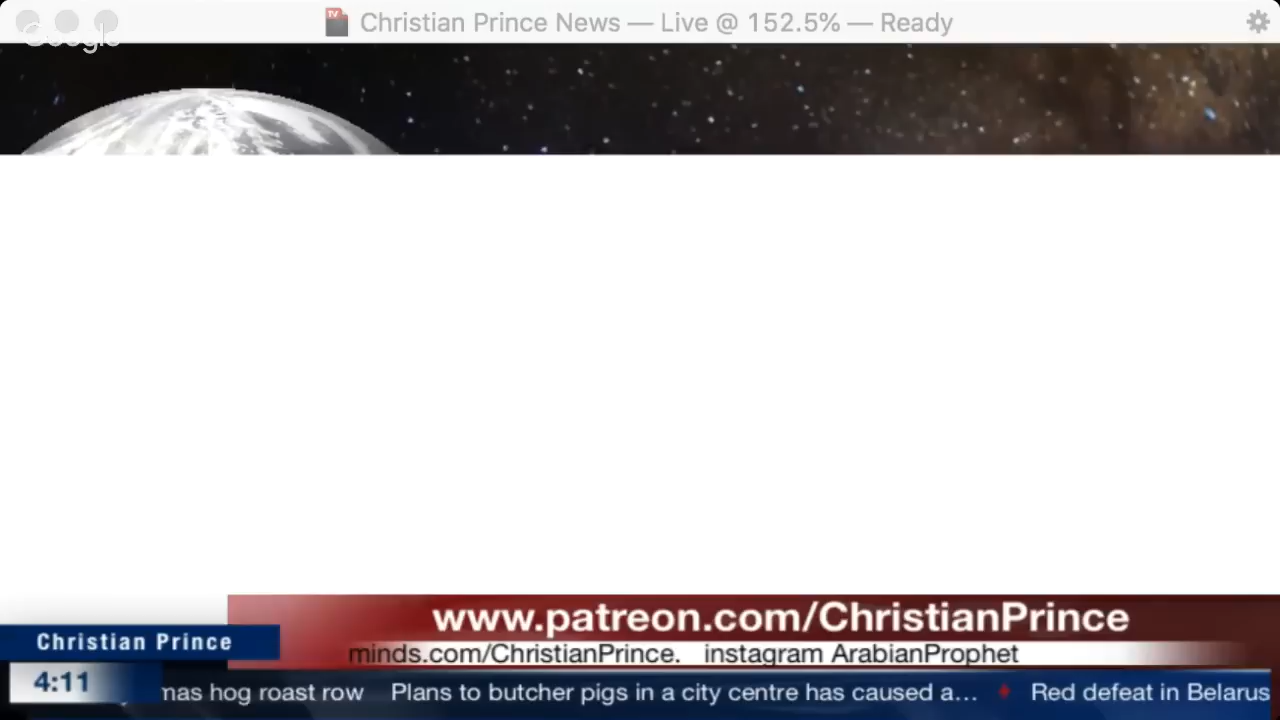 Christian Prince News — Live @ 152.5% — Ready
Google
www.patreon.com/ChristianPrince
Christian Prince
minds.com/ChristianPrince. instagram ArabianProphet
4:11
mas hog roast row Plans to butcher pigs in a city centre has caused a... Red defeat in Belarus